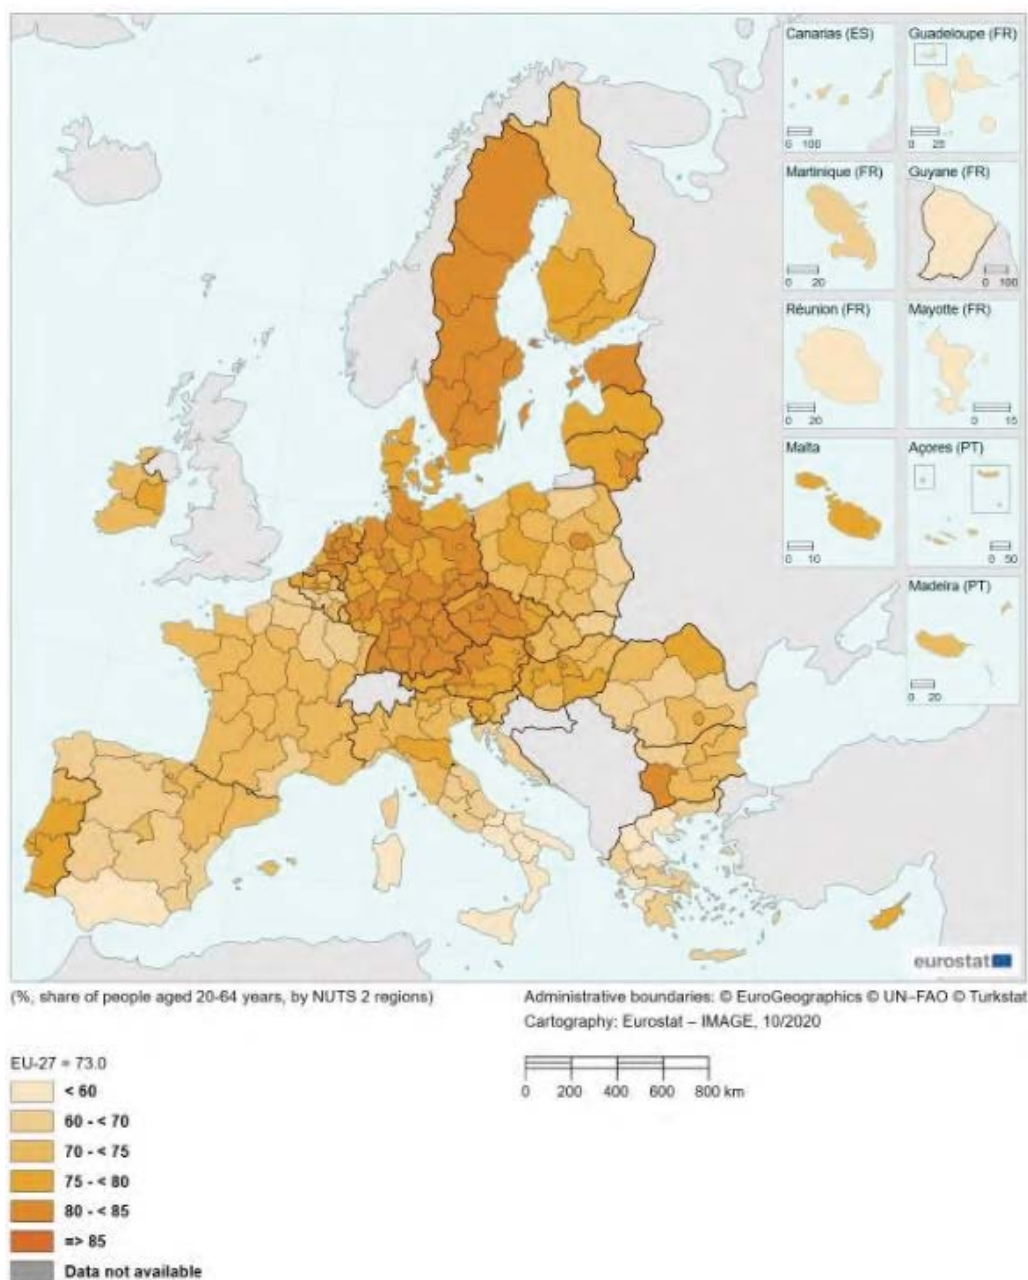 Canarias (ES)
0 100
Guadeloupe (FR)
0 25
Martinique (FR)
0 20
Guyane (FR)
0 100
Réunion (FR)
0 20
Mayotte (FR)
0 15
Malta
0 10
Açores (PT)
0 50
Madeira (PT)
0 20
eurostat
(%, share of people aged 20-64 years, by NUTS 2 regions)
Administrative boundaries: © EuroGeographics © UN–FAO © Turkstat
Cartography: Eurostat – IMAGE, 10/2020
EU-27 = 73.0
< 60
60 - < 70
70 - < 75
75 - < 80
80 - < 85
=> 85
Data not available
0 200 400 600 800 km